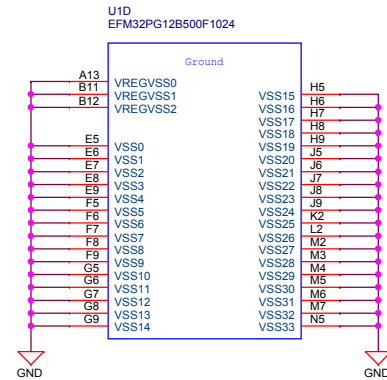 U1D
EFM32PG12B500F1024
Ground
A13 VREGVSS0
B11 VREGVSS1
B12 VREGVSS2
E5 VSS0
E6 VSS1
E7 VSS2
E8 VSS3
E9 VSS4
F5 VSS5
F6 VSS6
F7 VSS7
F8 VSS8
F9 VSS9
G5 VSS10
G6 VSS11
G7 VSS12
G8 VSS13
G9 VSS14
VSS15 H5
VSS16 H6
VSS17 H7
VSS18 H8
VSS19 H9
VSS20 J5
VSS21 J6
VSS22 J7
VSS23 J8
VSS24 J9
VSS25 K2
VSS26 L2
VSS27 M2
VSS28 M3
VSS29 M4
VSS30 M5
VSS31 M6
VSS32 M7
VSS33 N5
GND
GND